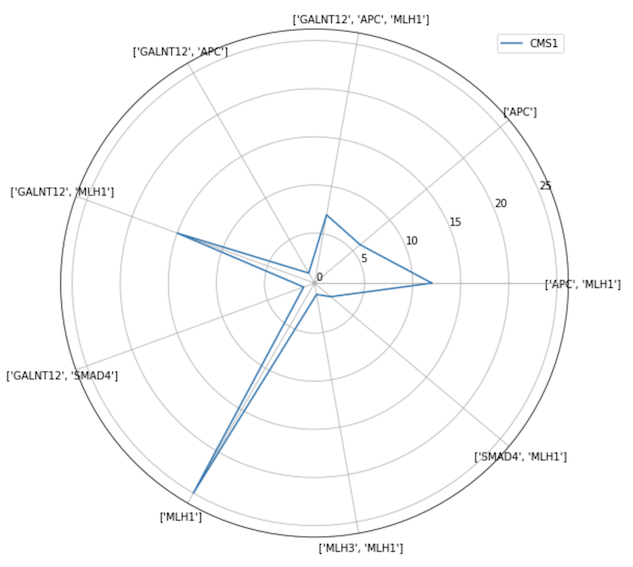 ['GALNT12', 'APC', 'MLH1']
CMS1
['GALNT12', 'APC']
['APC']
['GALNT12', 'MLH1']
25
20
15
10
5
0
['APC', 'MLH1']
['GALNT12', 'SMAD4']
['SMAD4', 'MLH1']
['MLH1']
['MLH3', 'MLH1']